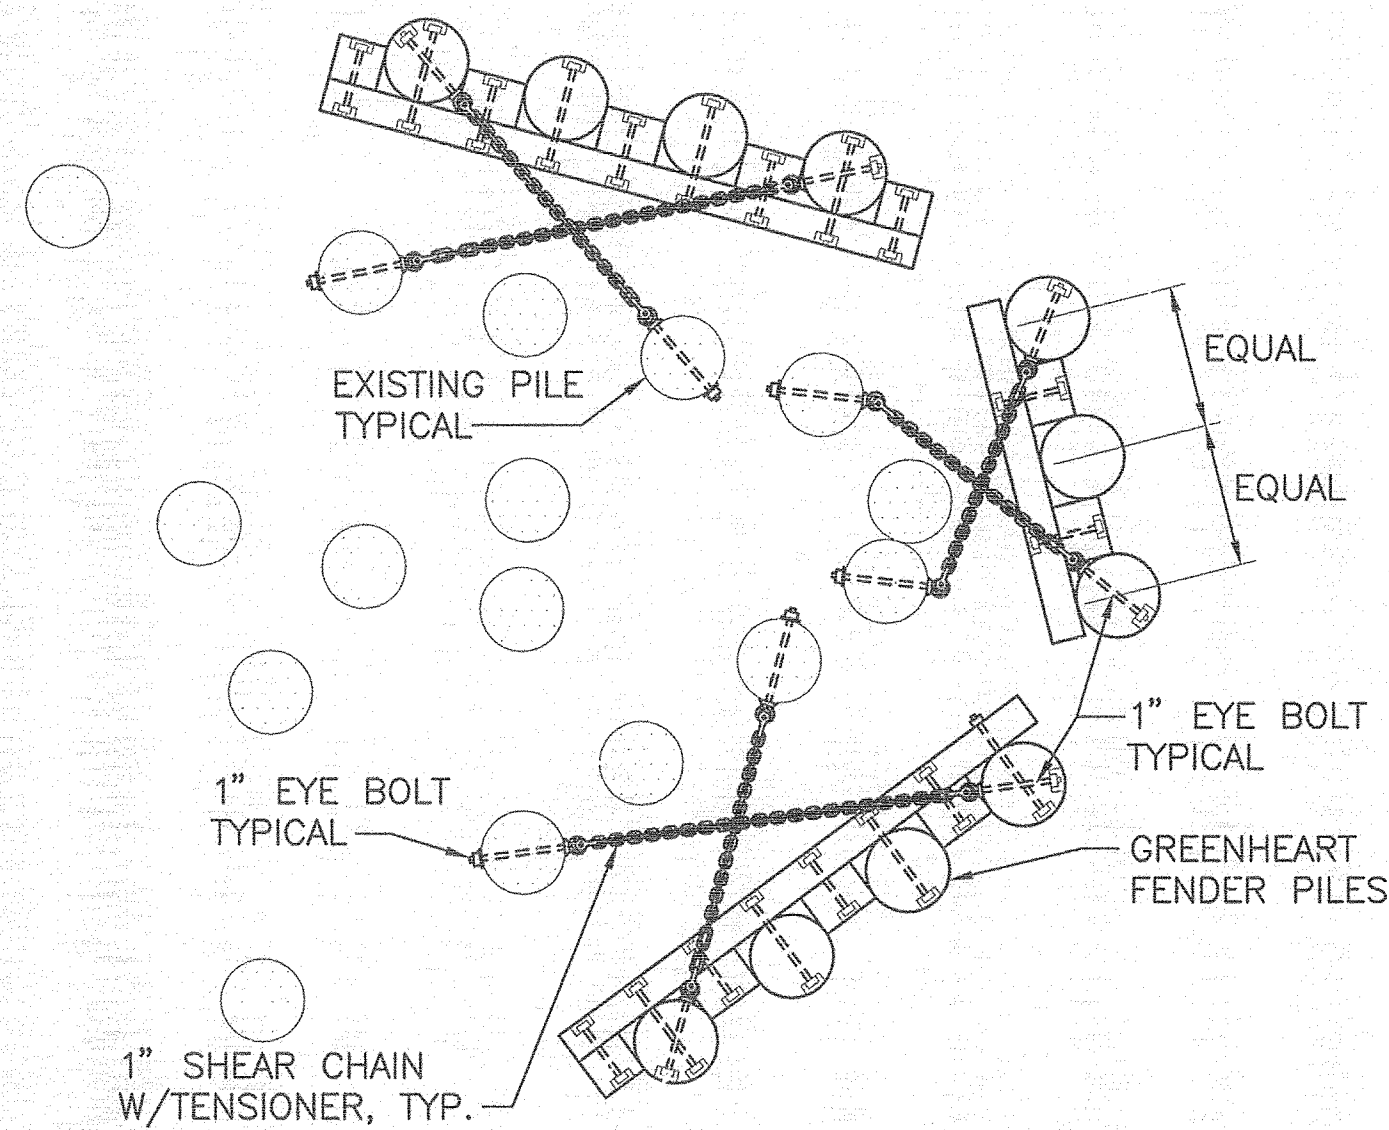 EQUAL
EXISTING PILE
TYPICAL
EQUAL
1" EYE BOLT
TYPICAL
1" EYE BOLT
TYPICAL
GREENHEART
FENDER PILES
1" SHEAR CHAIN
W/TENSIONER, TYP.